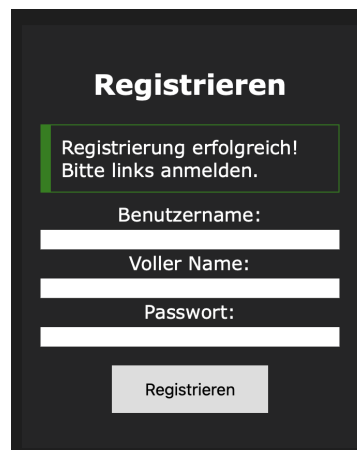 Registrieren
Registrierung erfolgreich!
Bitte links anmelden.
Benutzername:
Voller Name:
Passwort:
Registrieren